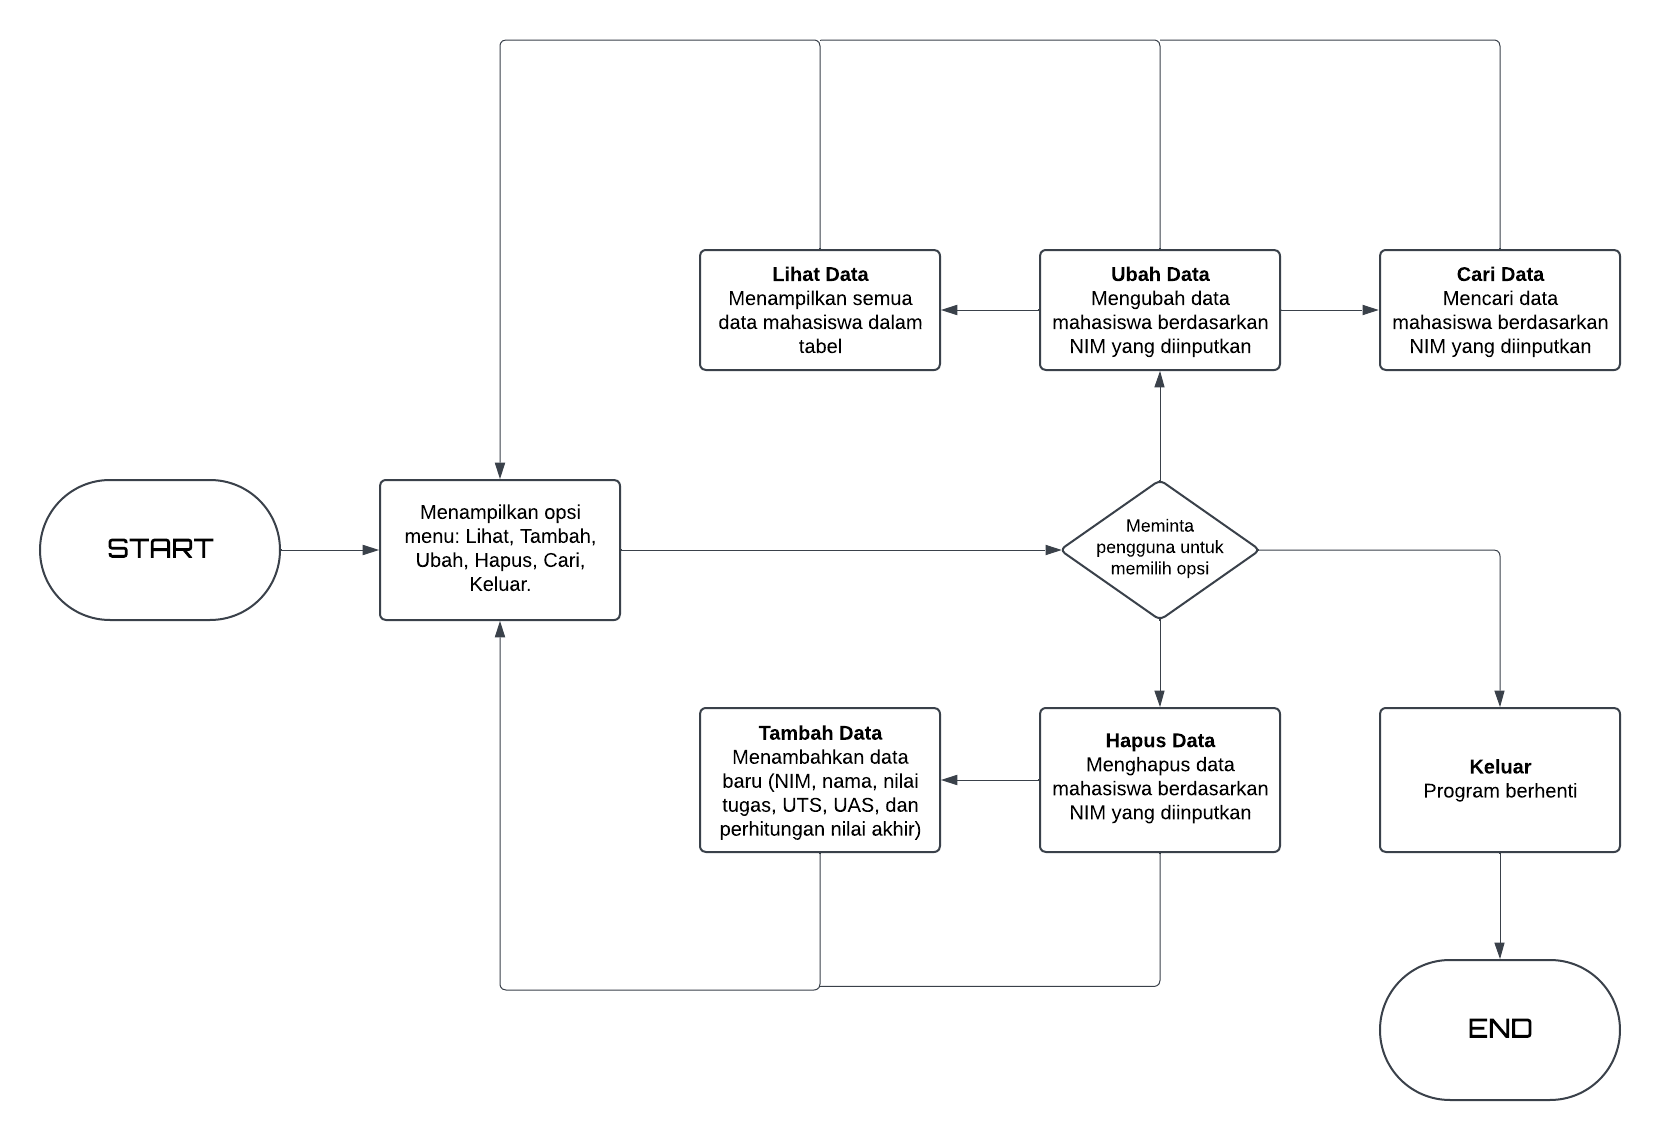 Lihat Data
Menampilkan semua
data mahasiswa dalam
tabel
Ubah Data
Mengubah data
mahasiswa berdasarkan
NIM yang diinputkan
Cari Data
Mencari data
mahasiswa berdasarkan
NIM yang diinputkan
START
Menampilkan opsi
menu: Lihat, Tambah,
Ubah, Hapus, Cari,
Keluar.
Meminta
pengguna untuk
memilih opsi
Tambah Data
Menambahkan data
baru (NIM, nama, nilai
tugas, UTS, UAS, dan
perhitungan nilai akhir)
Hapus Data
Menghapus data
mahasiswa berdasarkan
NIM yang diinputkan
Keluar
Program berhenti
END